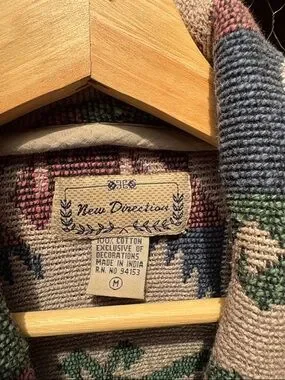 New Direction
100% COTTON
EXCLUSIVE OF
DECORATIONS
MADE IN INDIA
R.N. NO 94153
M